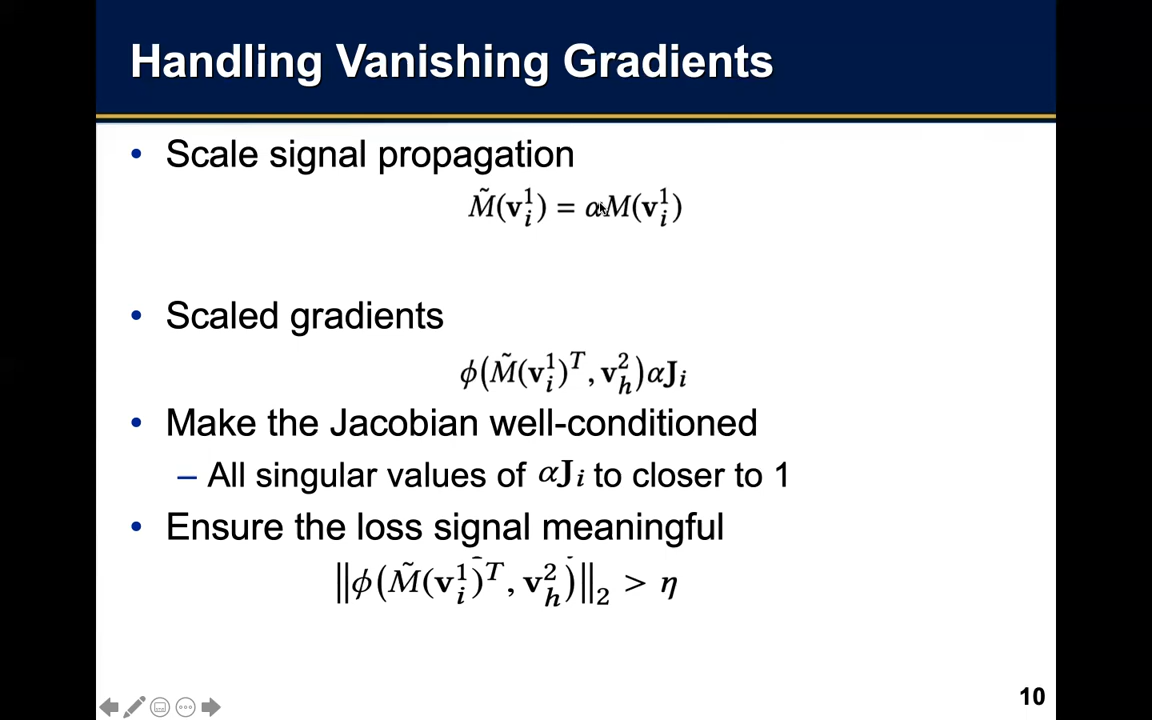 Handling Vanishing Gradients
• Scale signal propagation
M̃(v_i^1) = αM(v_i^1)
• Scaled gradients
ϕ(M̃(v_i^1)^T, v_h^2)αJ_i
• Make the Jacobian well-conditioned
– All singular values of αJ_i to closer to 1
• Ensure the loss signal meaningful
‖ϕ(M̃(v_i^1)^T, v_h^2)‖_2 > η
10